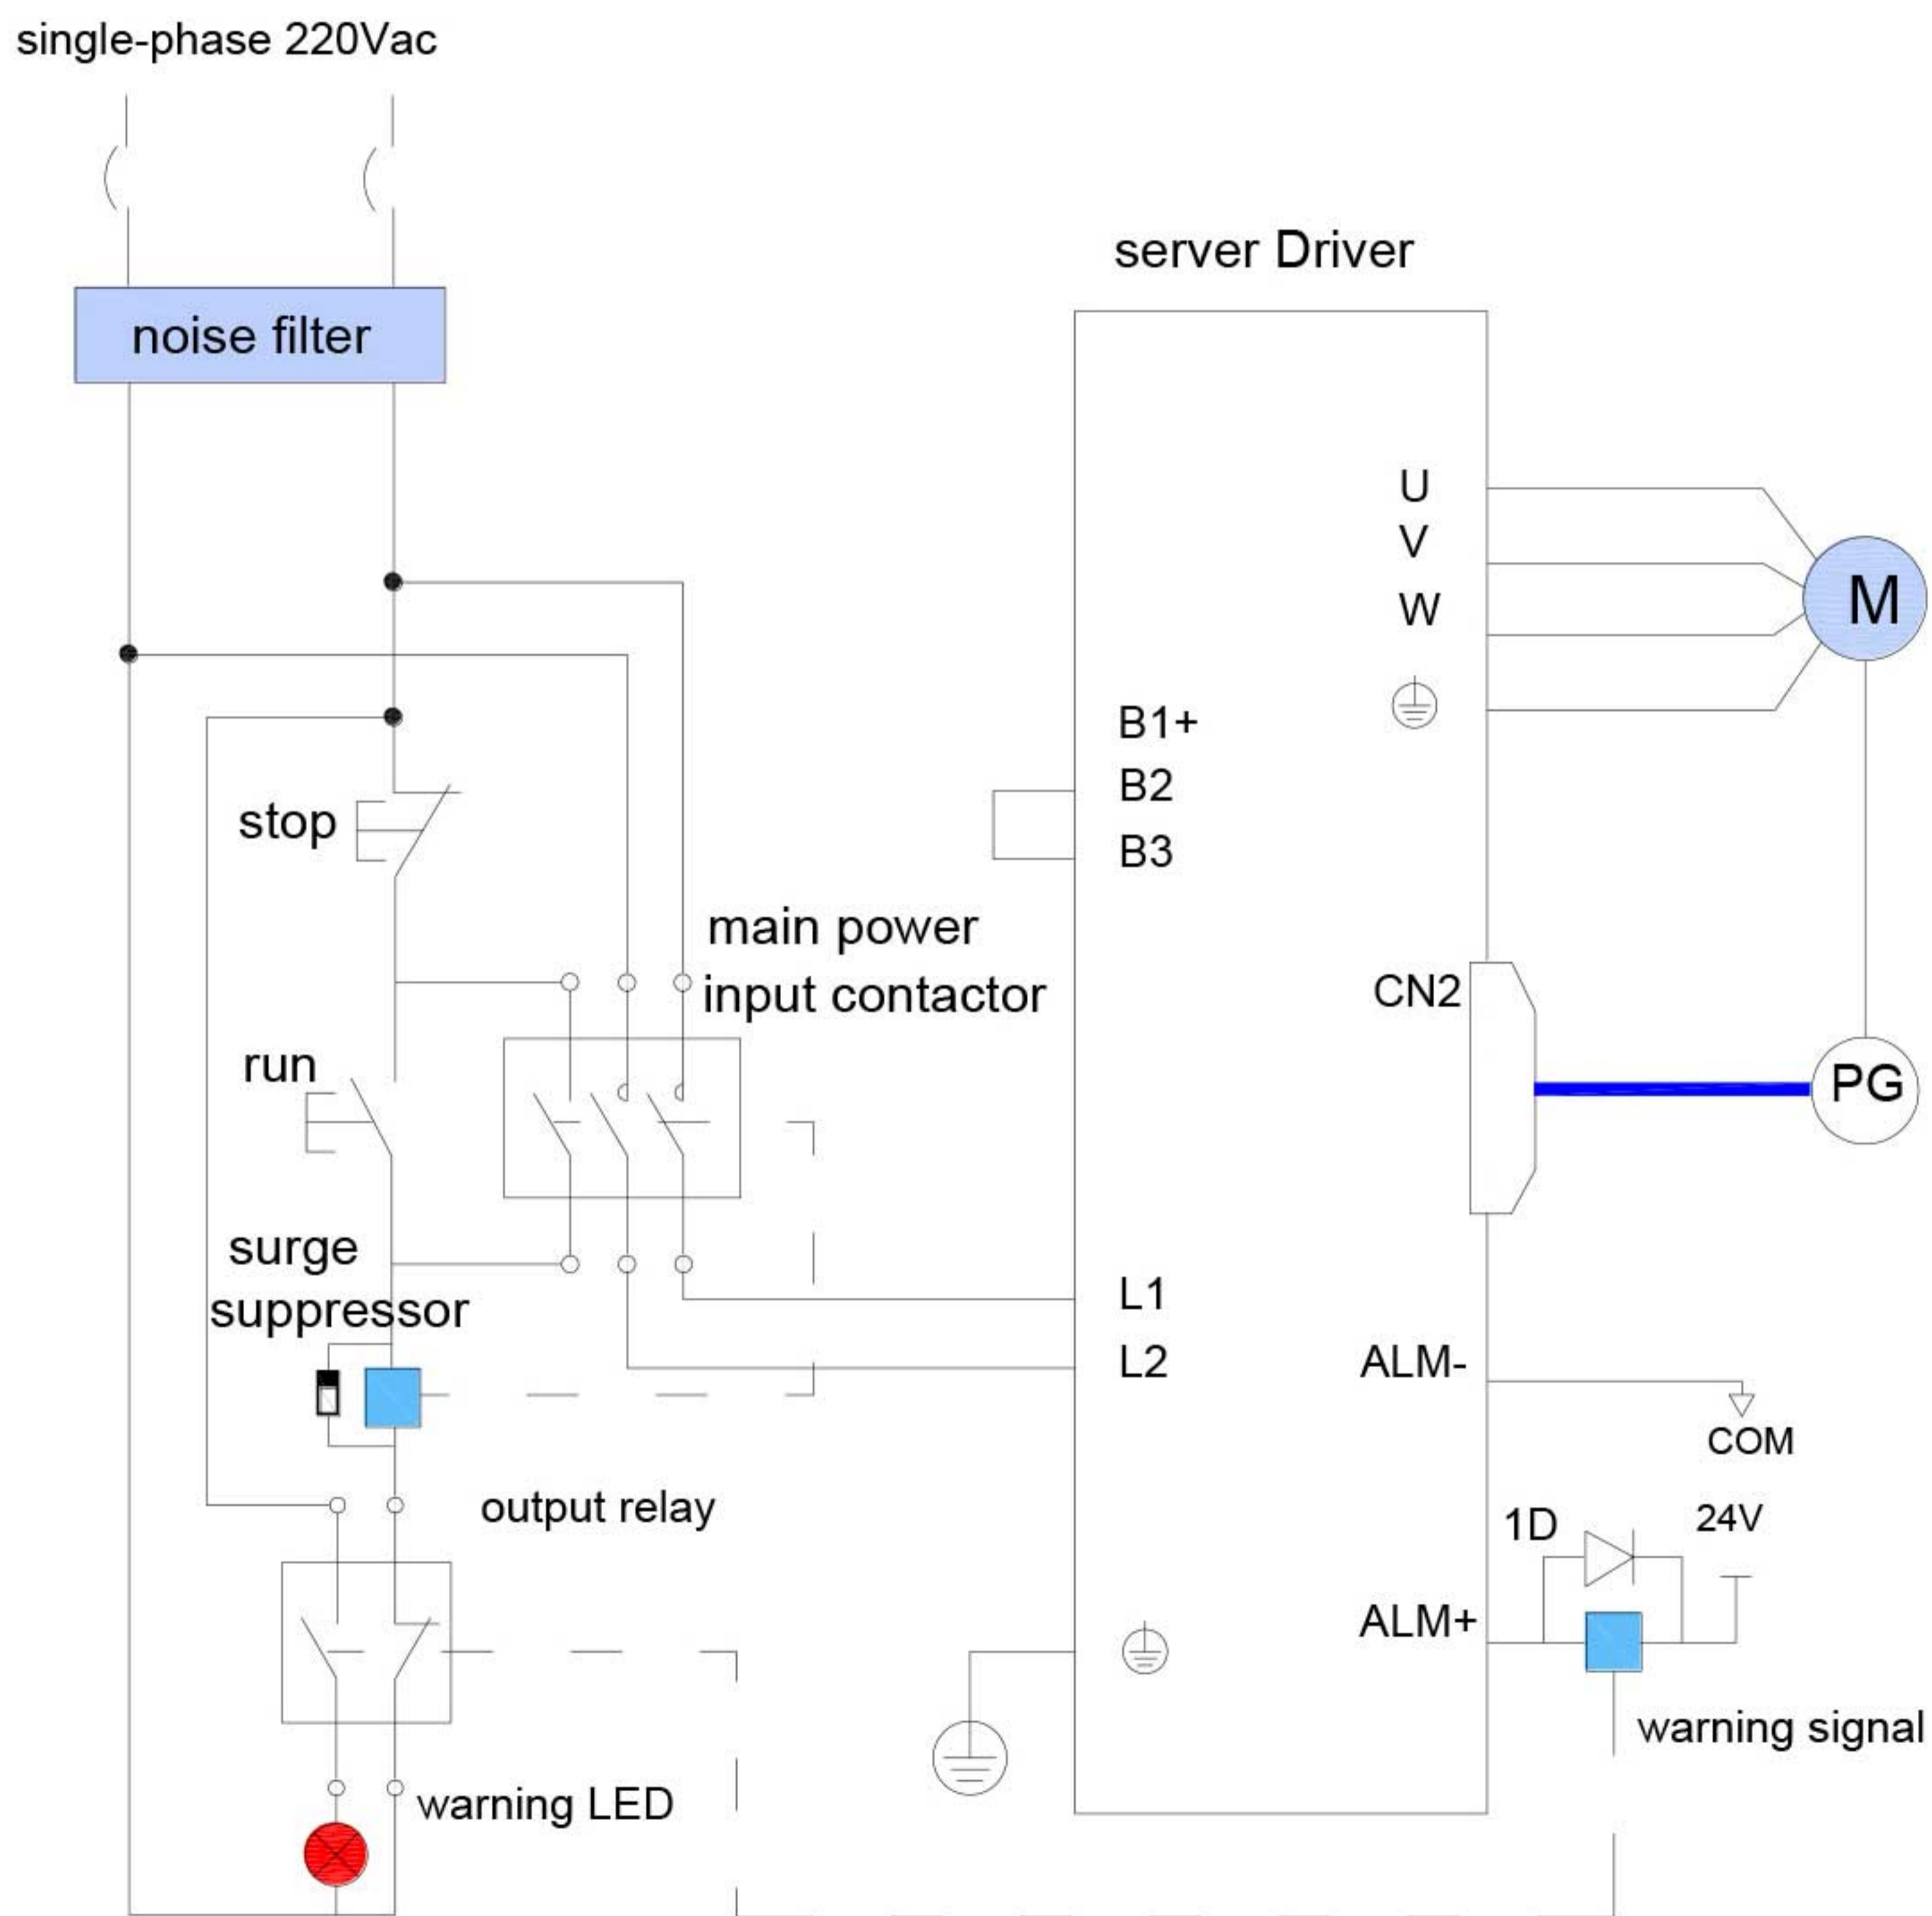 single-phase 220Vac
noise filter
server Driver
U
V
W
M
B1+
B2
B3
stop
main power
input contactor
CN2
run
PG
surge
suppressor
L1
L2
ALM-
COM
output relay
1D
24V
ALM+
warning signal
warning LED